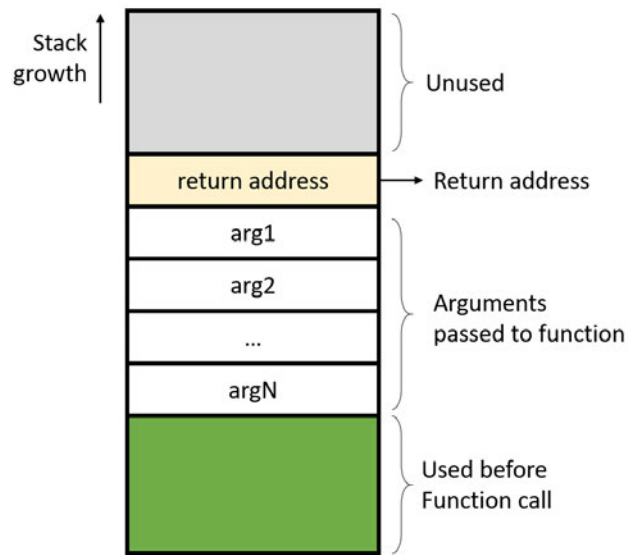 Stack
growth
Unused
return address
Return address
arg1
arg2
...
argN
Arguments
passed to function
Used before
Function call